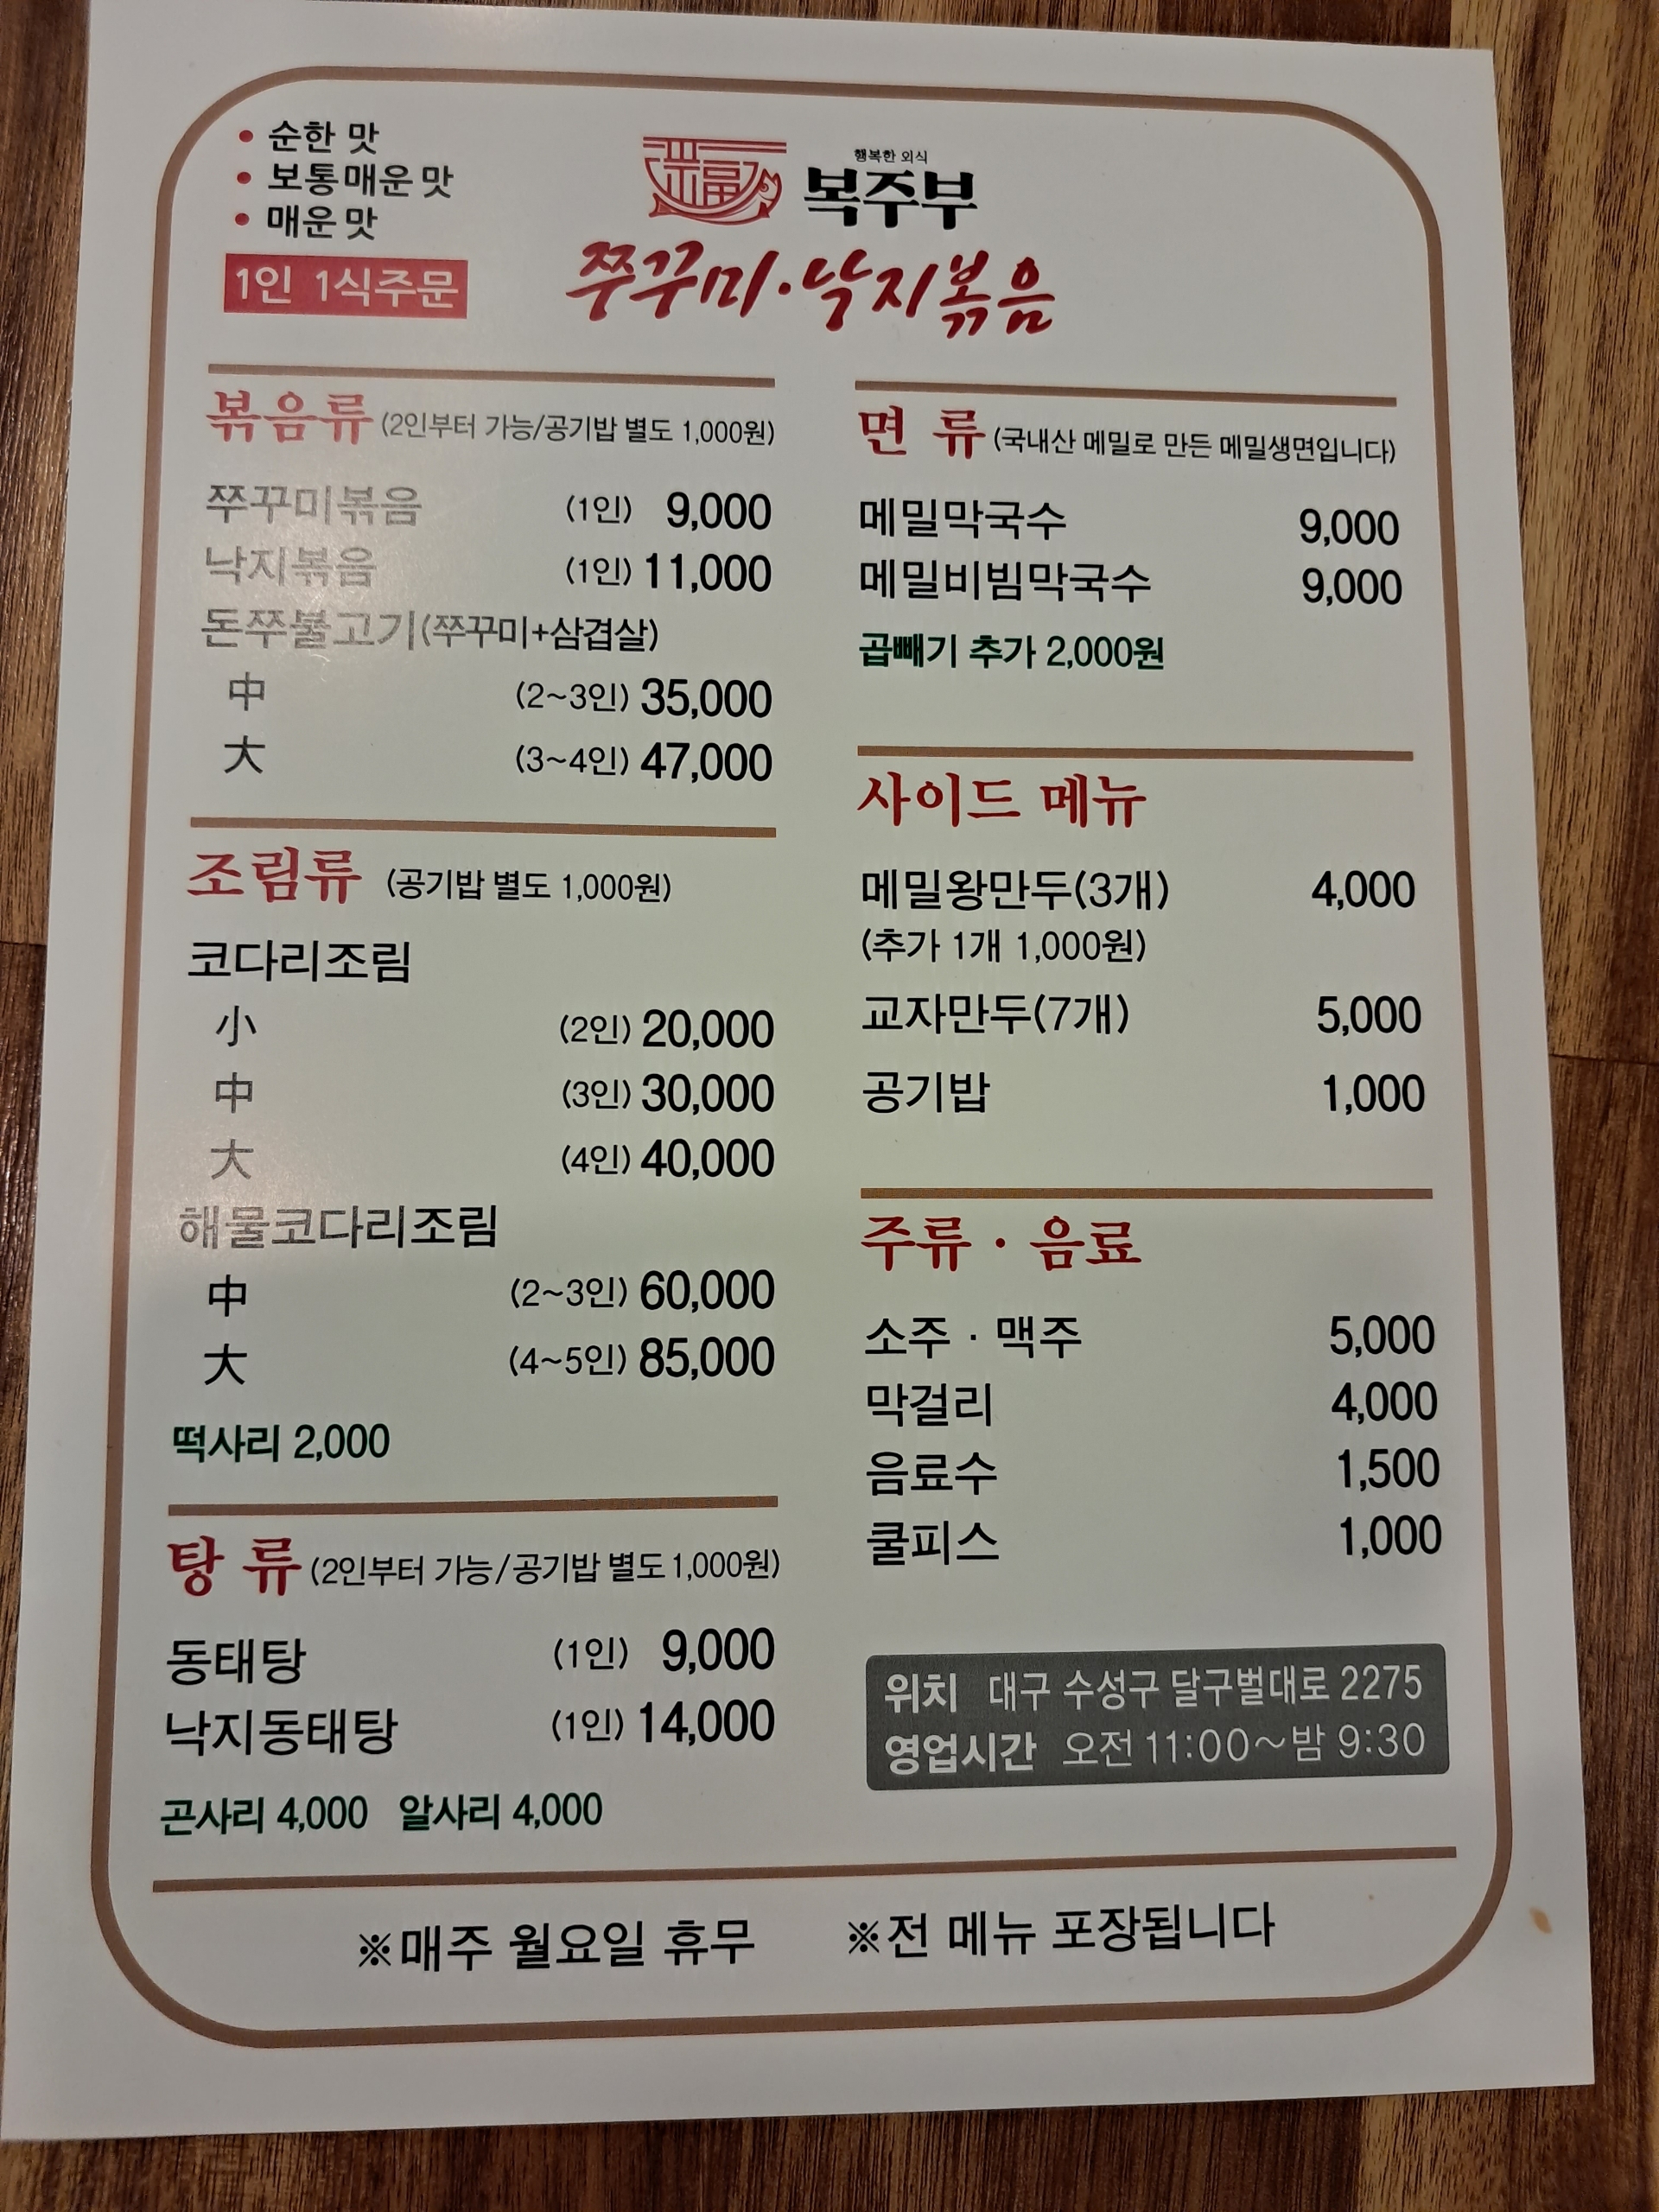 • 순한 맛
• 보통매운맛
• 매운맛
1인 1식주문
福
행복한 외식
복주부
쭈꾸미·낙지볶음
볶음류 (2인부터 가능/공기밥 별도 1,000원)
쭈꾸미볶음 (1인) 9,000
낙지볶음 (1인) 11,000
돈쭈불고기(쭈꾸미+삼겹살)
中 (2~3인) 35,000
大 (3~4인) 47,000
조림류 (공기밥 별도 1,000원)
코다리조림
小 (2인) 20,000
中 (3인) 30,000
大 (4인) 40,000
해물코다리조림
中 (2~3인) 60,000
大 (4~5인) 85,000
떡사리 2,000
탕 류 (2인부터 가능/공기밥 별도 1,000원)
동태탕 (1인) 9,000
낙지동태탕 (1인) 14,000
곤사리 4,000 알사리 4,000
면 류 (국내산 메밀로 만든 메밀생면입니다)
메밀막국수 9,000
메밀비빔막국수 9,000
곱빼기 추가 2,000원
사이드 메뉴
메밀왕만두(3개) 4,000
(추가 1개 1,000원)
교자만두(7개) 5,000
공기밥 1,000
주류 · 음료
소주 · 맥주 5,000
막걸리 4,000
음료수 1,500
쿨피스 1,000
위치 대구 수성구 달구벌대로 2275
영업시간 오전 11:00~밤 9:30
※매주 월요일 휴무 ※전 메뉴 포장됩니다